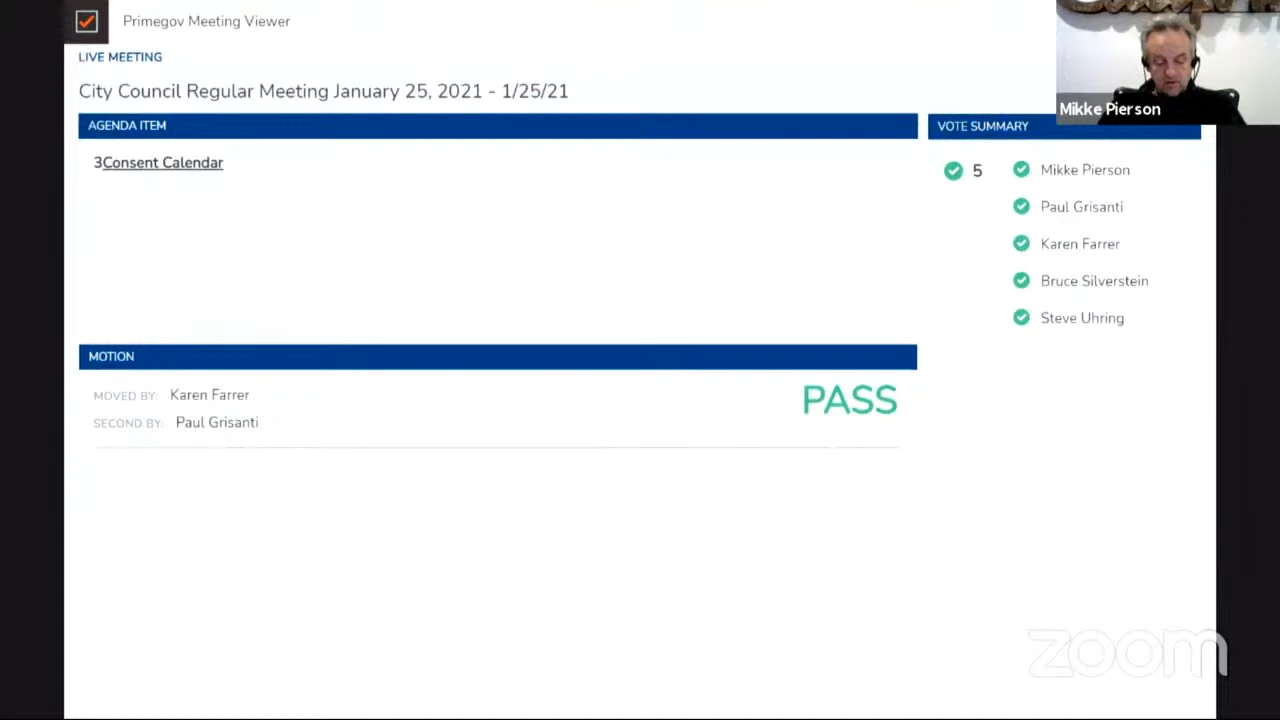 Primegov Meeting Viewer
LIVE MEETING
City Council Regular Meeting January 25, 2021 - 1/25/21
Mikke Pierson
AGENDA ITEM
VOTE SUMMARY
3Consent Calendar
5
Mikke Pierson
Paul Grisanti
Karen Farrer
Bruce Silverstein
Steve Uhring
MOTION
MOVED BY: Karen Farrer
SECOND BY: Paul Grisanti
PASS
zoom